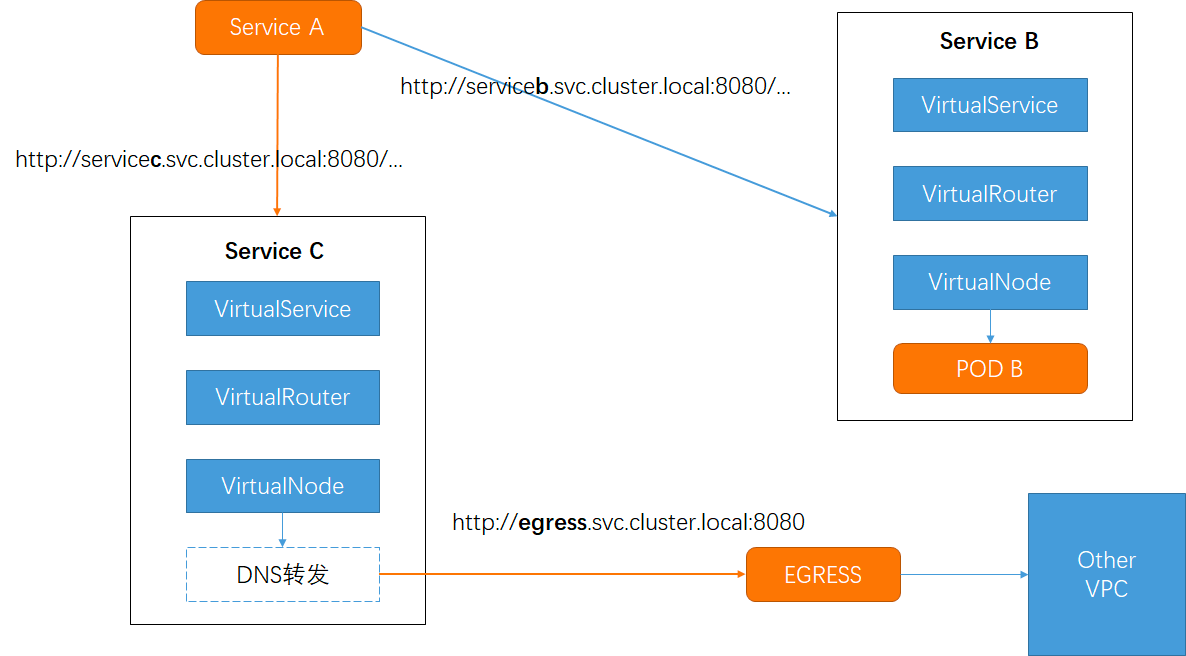 Service A
http://serviceb.svc.cluster.local:8080/...
http://servicec.svc.cluster.local:8080/...
Service B
VirtualService
VirtualRouter
VirtualNode
POD B
Service C
VirtualService
VirtualRouter
VirtualNode
DNS转发
http://egress.svc.cluster.local:8080
EGRESS
Other
VPC